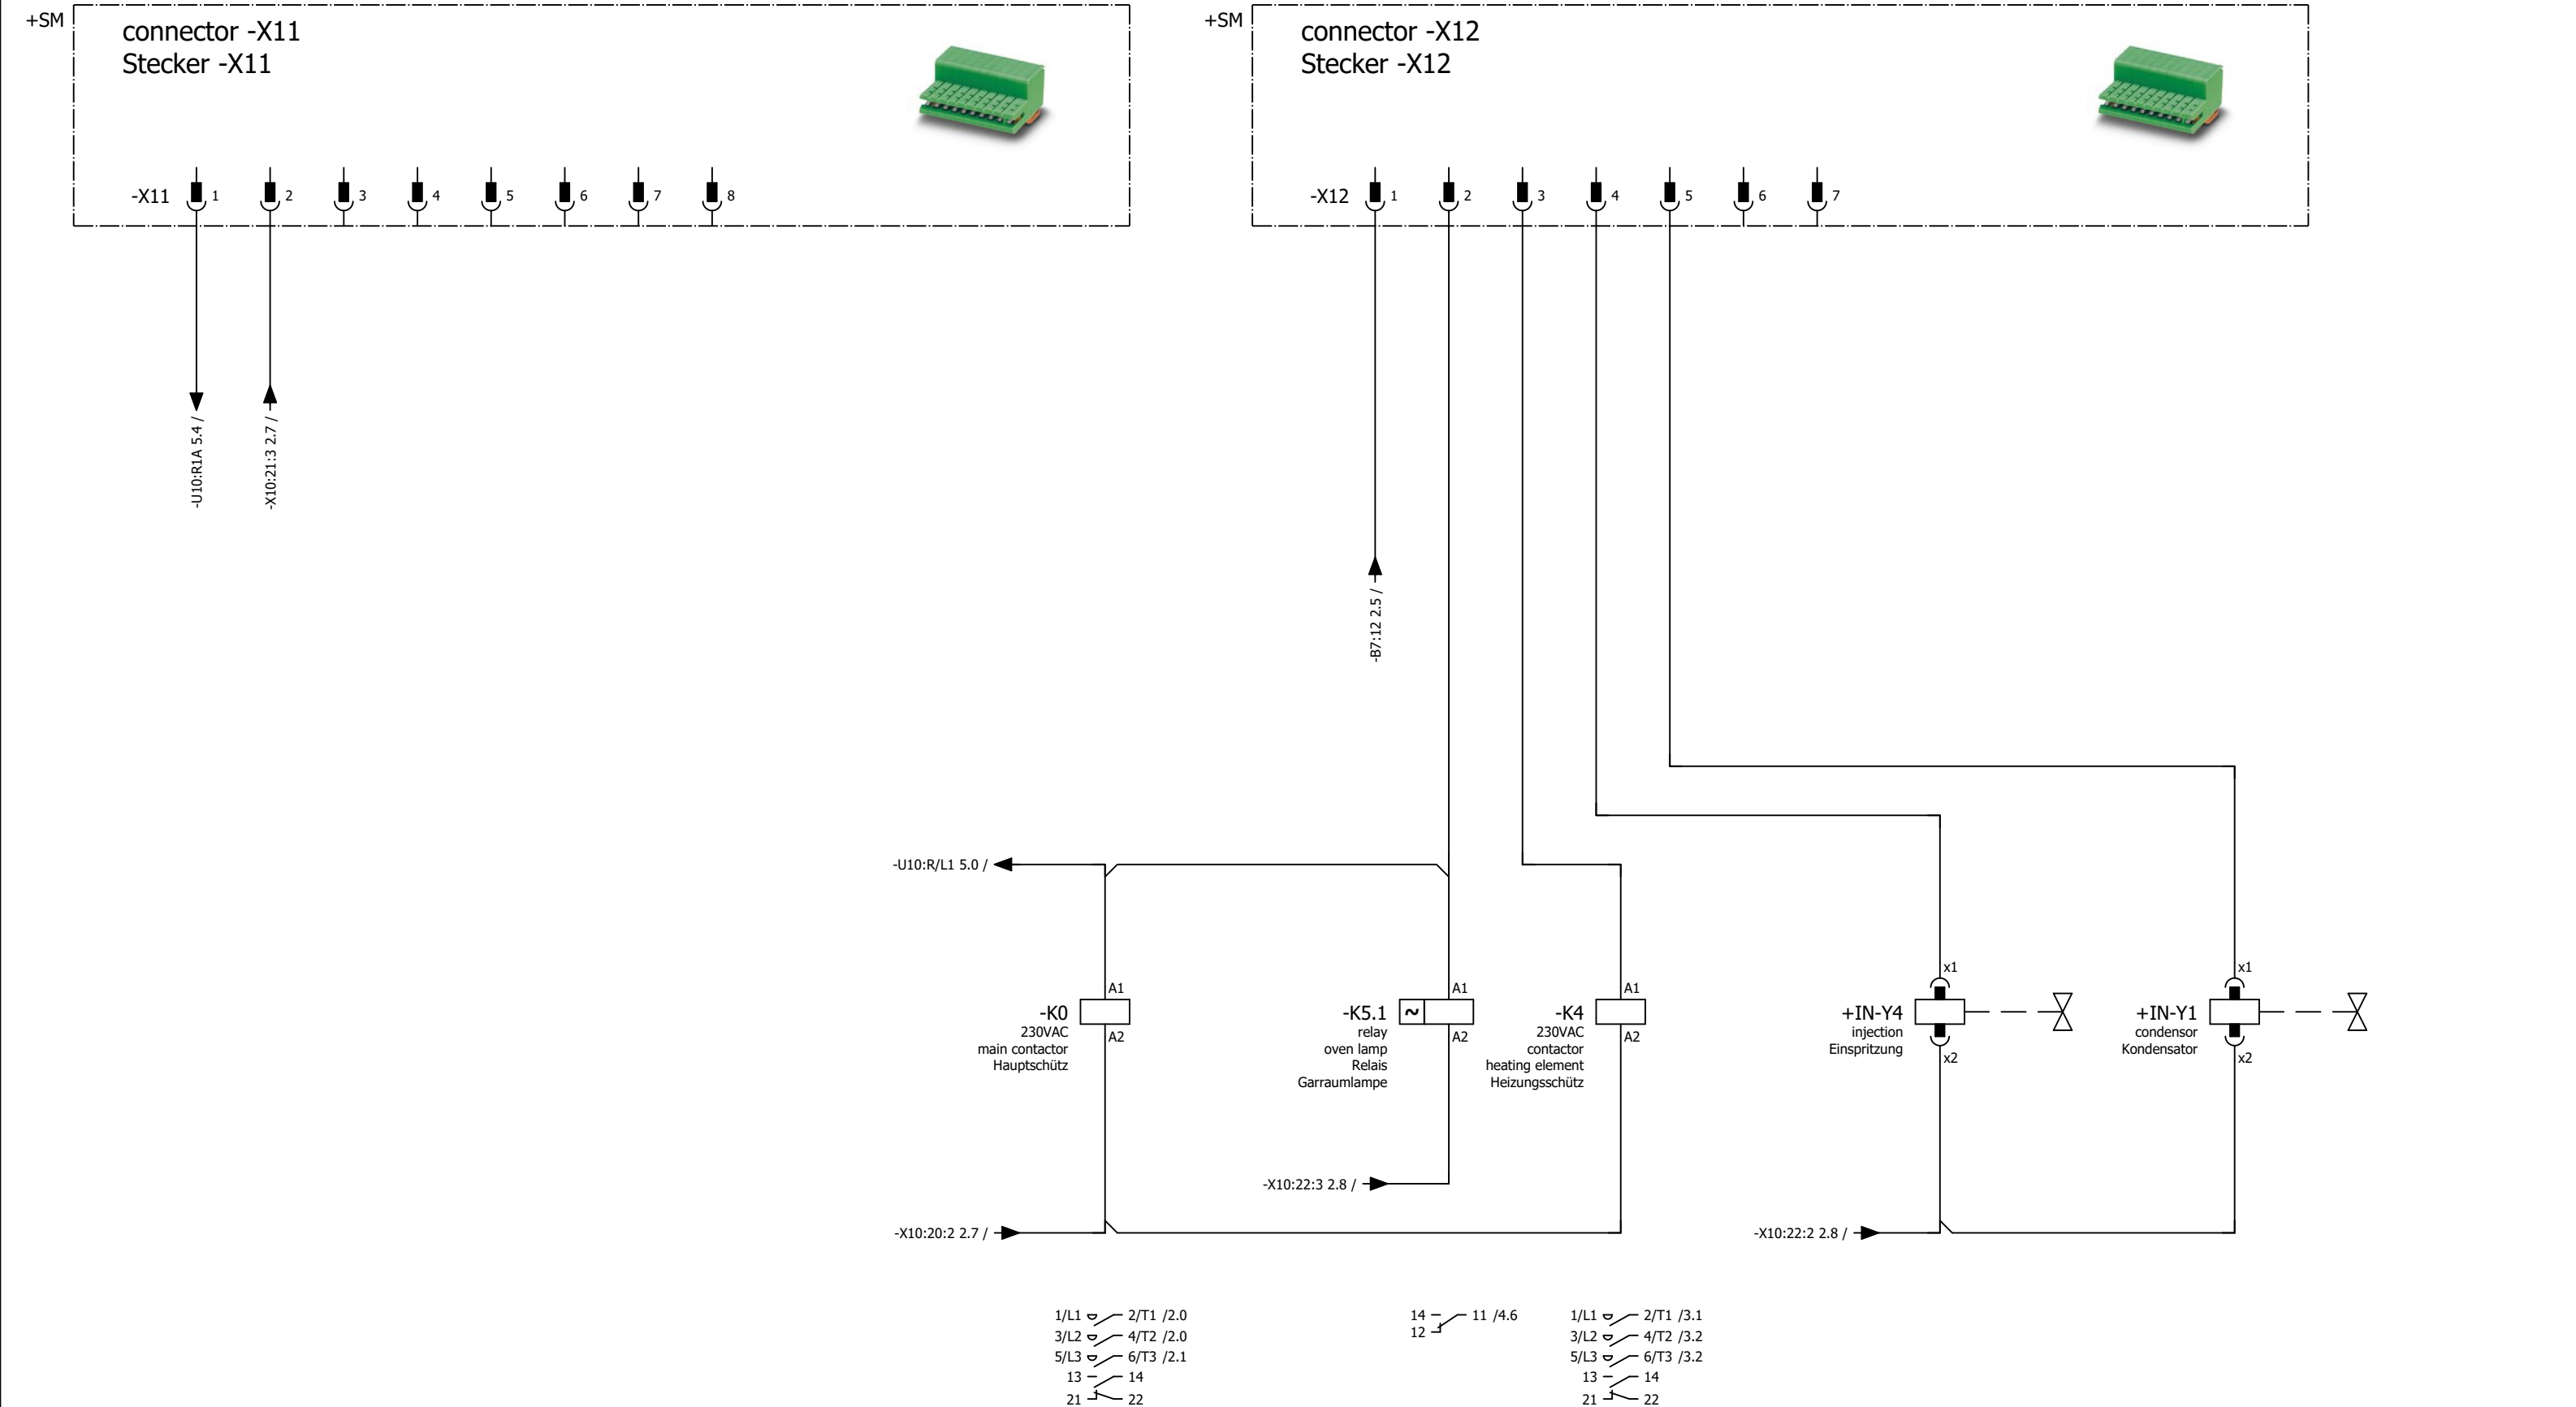 +SM
connector -X11
Stecker -X11
-X11 1 2 3 4 5 6 7 8
+SM
connector -X12
Stecker -X12
-X12 1 2 3 4 5 6 7
-U10:R1A 5.4 /
-X10:21:3 2.7 /
-B7:12 2.5 /
-U10:R/L1 5.0 /
-K0
230VAC
main contactor
Hauptschütz
A1
A2
-K5.1
relay
oven lamp
Relais
Garraumlampe
~
A1
A2
-K4
230VAC
contactor
heating element
Heizungsschütz
A1
A2
+IN-Y4
injection
Einspritzung
x1
x2
+IN-Y1
condensor
Kondensator
x1
x2
-X10:22:3 2.8 /
-X10:20:2 2.7 /
-X10:22:2 2.8 /
1/L1 2/T1 /2.0
3/L2 4/T2 /2.0
5/L3 6/T3 /2.1
13 14
21 22
14 11 /4.6
12
1/L1 2/T1 /3.1
3/L2 4/T2 /3.2
5/L3 6/T3 /3.2
13 14
21 22